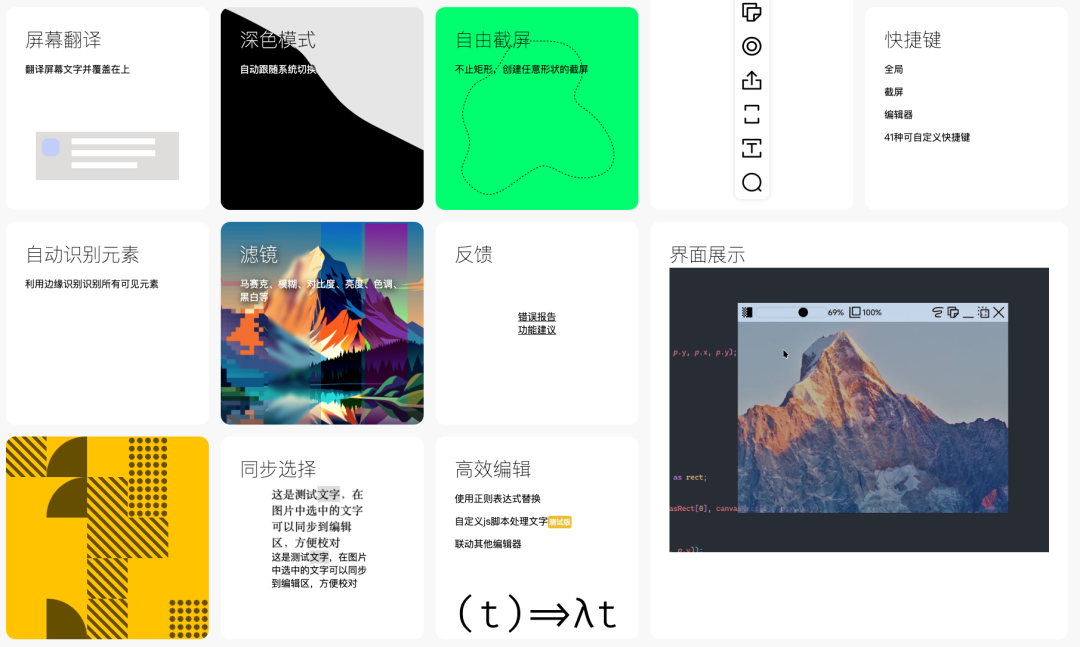 屏幕翻译
翻译屏幕文字并覆盖在上
深色模式
自动跟随系统切换
自由截屏
不止矩形，创建任意形状的截屏
快捷键
全局
截屏
编辑器
41种可自定义快捷键
自动识别元素
利用边缘识别识别所有可见元素
滤镜
马赛克、模糊、对比度、亮度、色调、
黑白等
反馈
错误报告
功能建议
界面展示
69%
100%
p.y, p.x, p.y);
as rect;
asRect[0], canva
p.y));
同步选择
这是测试文字，在
图片中选中的文字
可以同步到编辑
区，方便校对
这是测试文字，在图片
中选中的文字可以同步
到编辑区，方便校对
高效编辑
使用正则表达式替换
自定义js脚本处理文字测试版
联动其他编辑器
(t)⇒λt